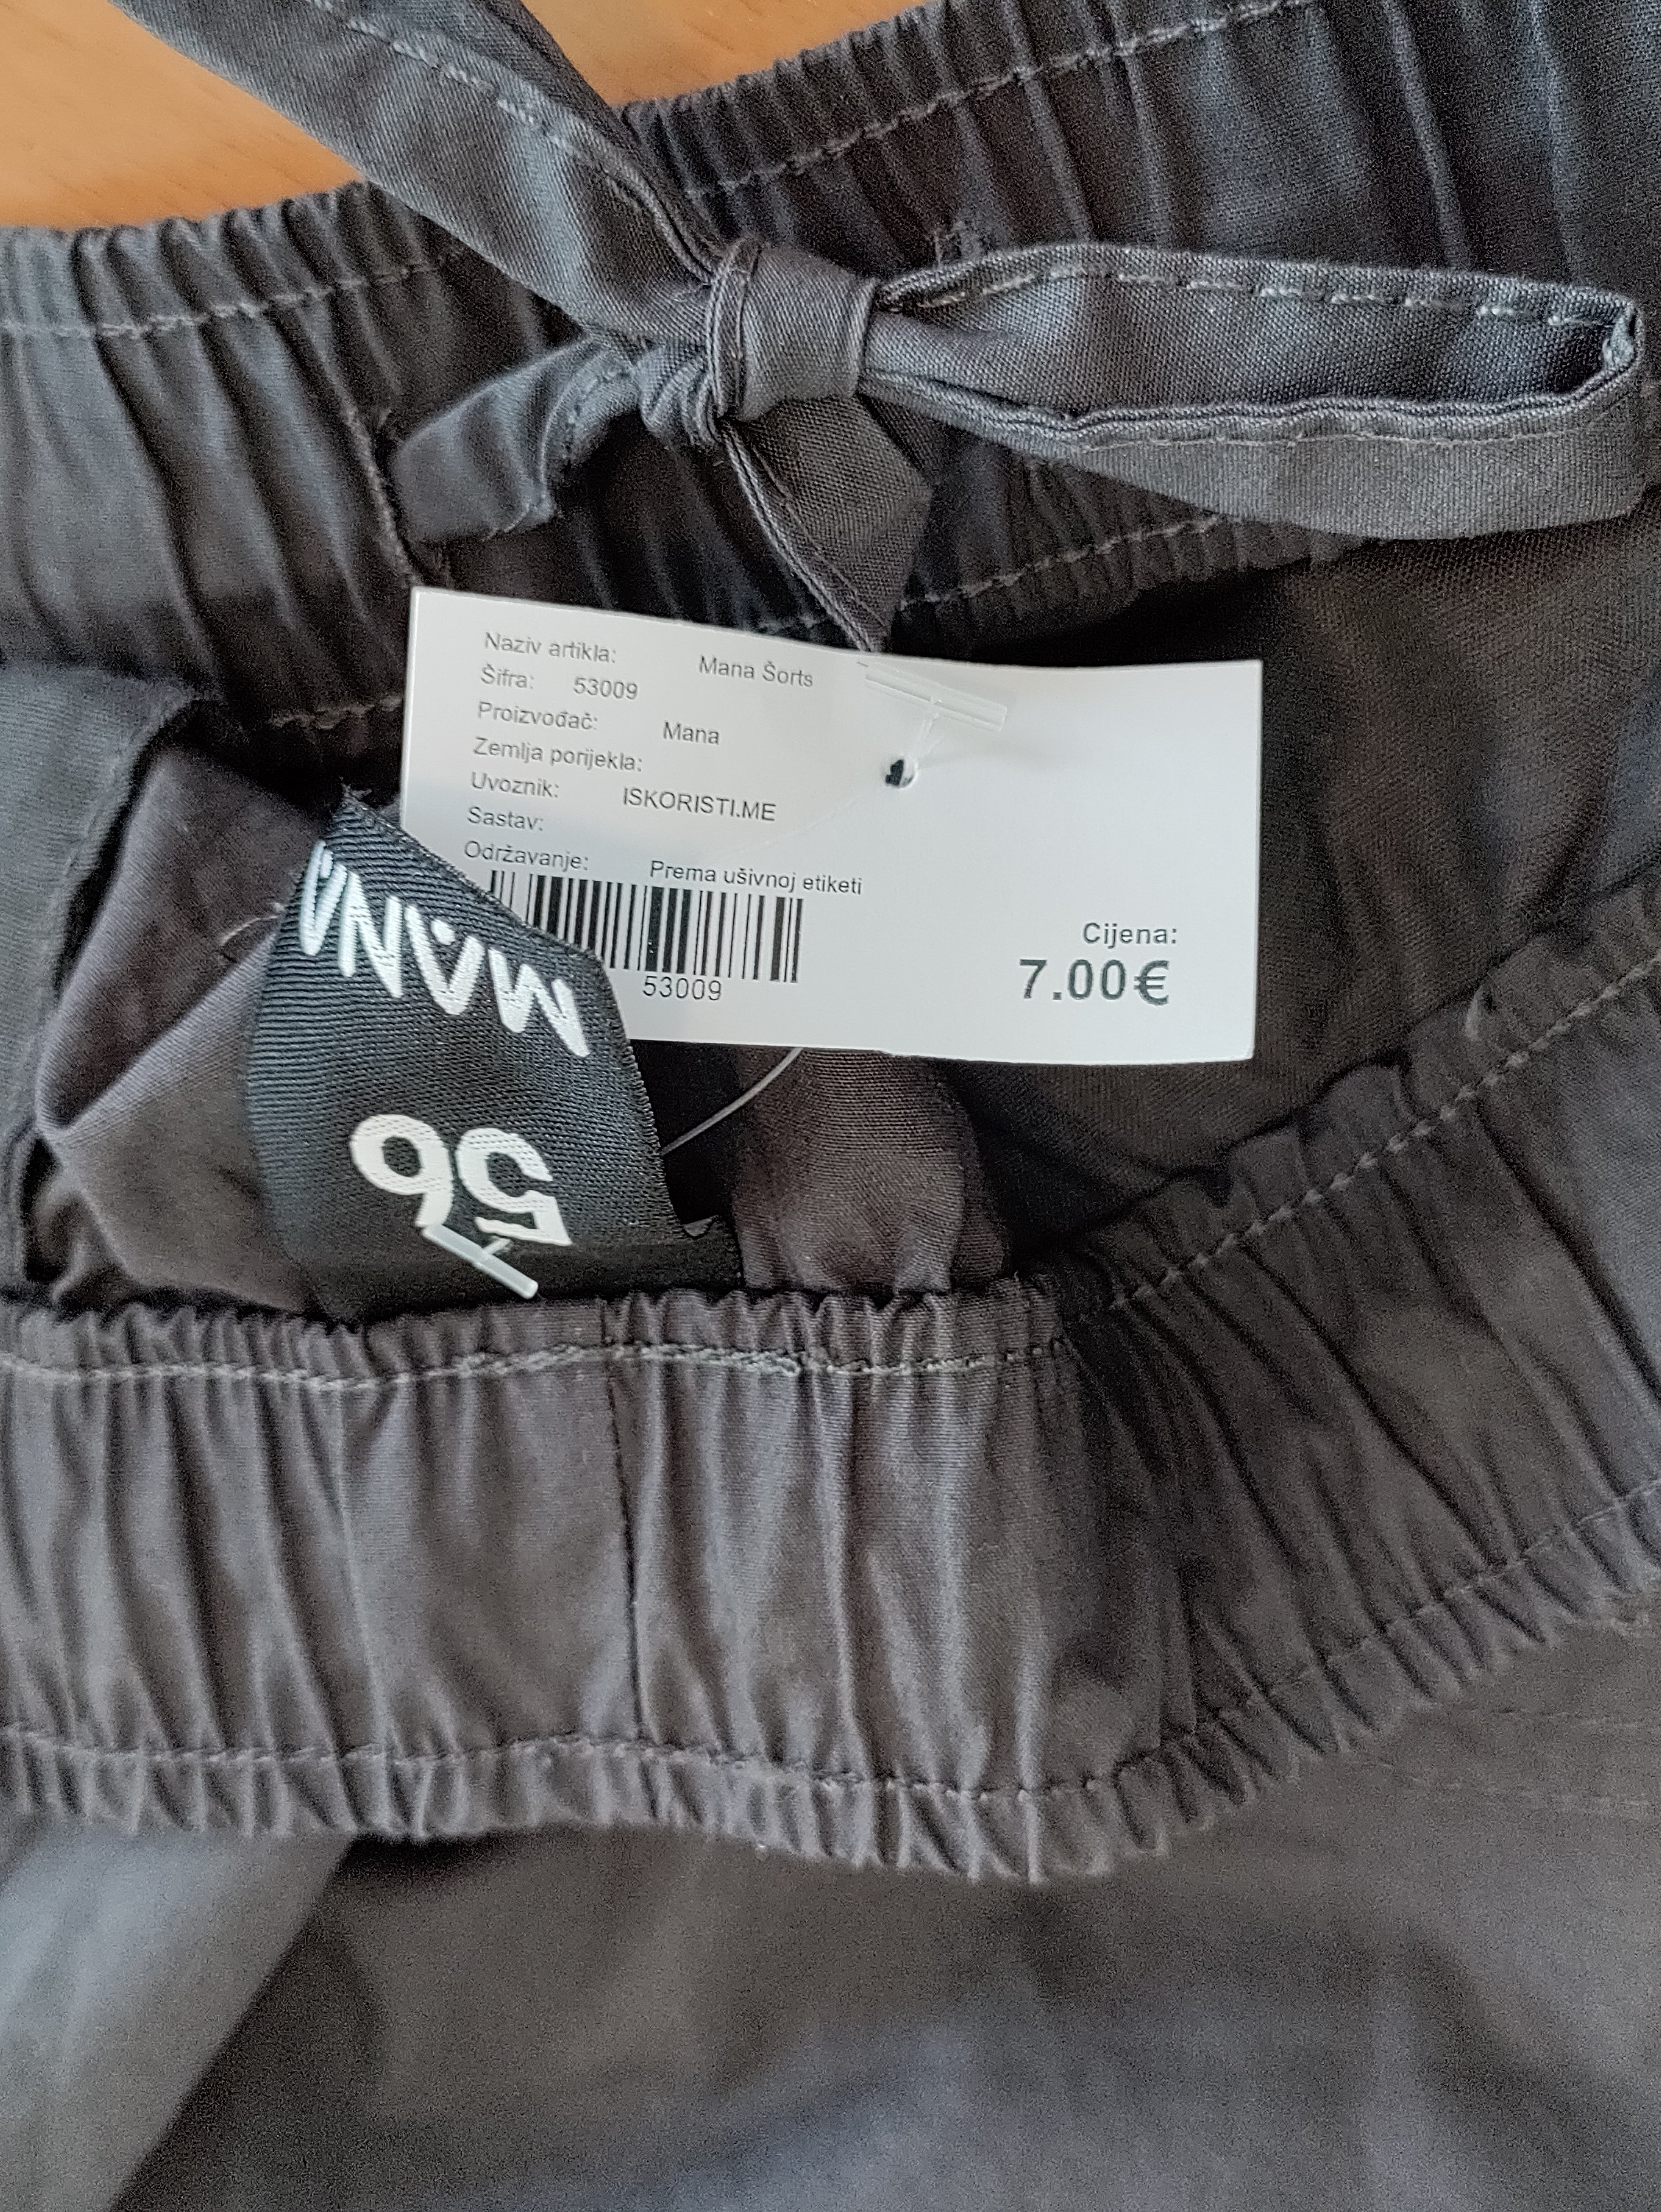 Naziv artikla: Mana Šorts
Šifra: 53009
Proizvođač: Mana
Zemlja porijekla:
Uvoznik: ISKORISTI.ME
Sastav:
Održavanje: Prema ušivnoj etiketi
53009
Cijena:
7.00€
MANA
56